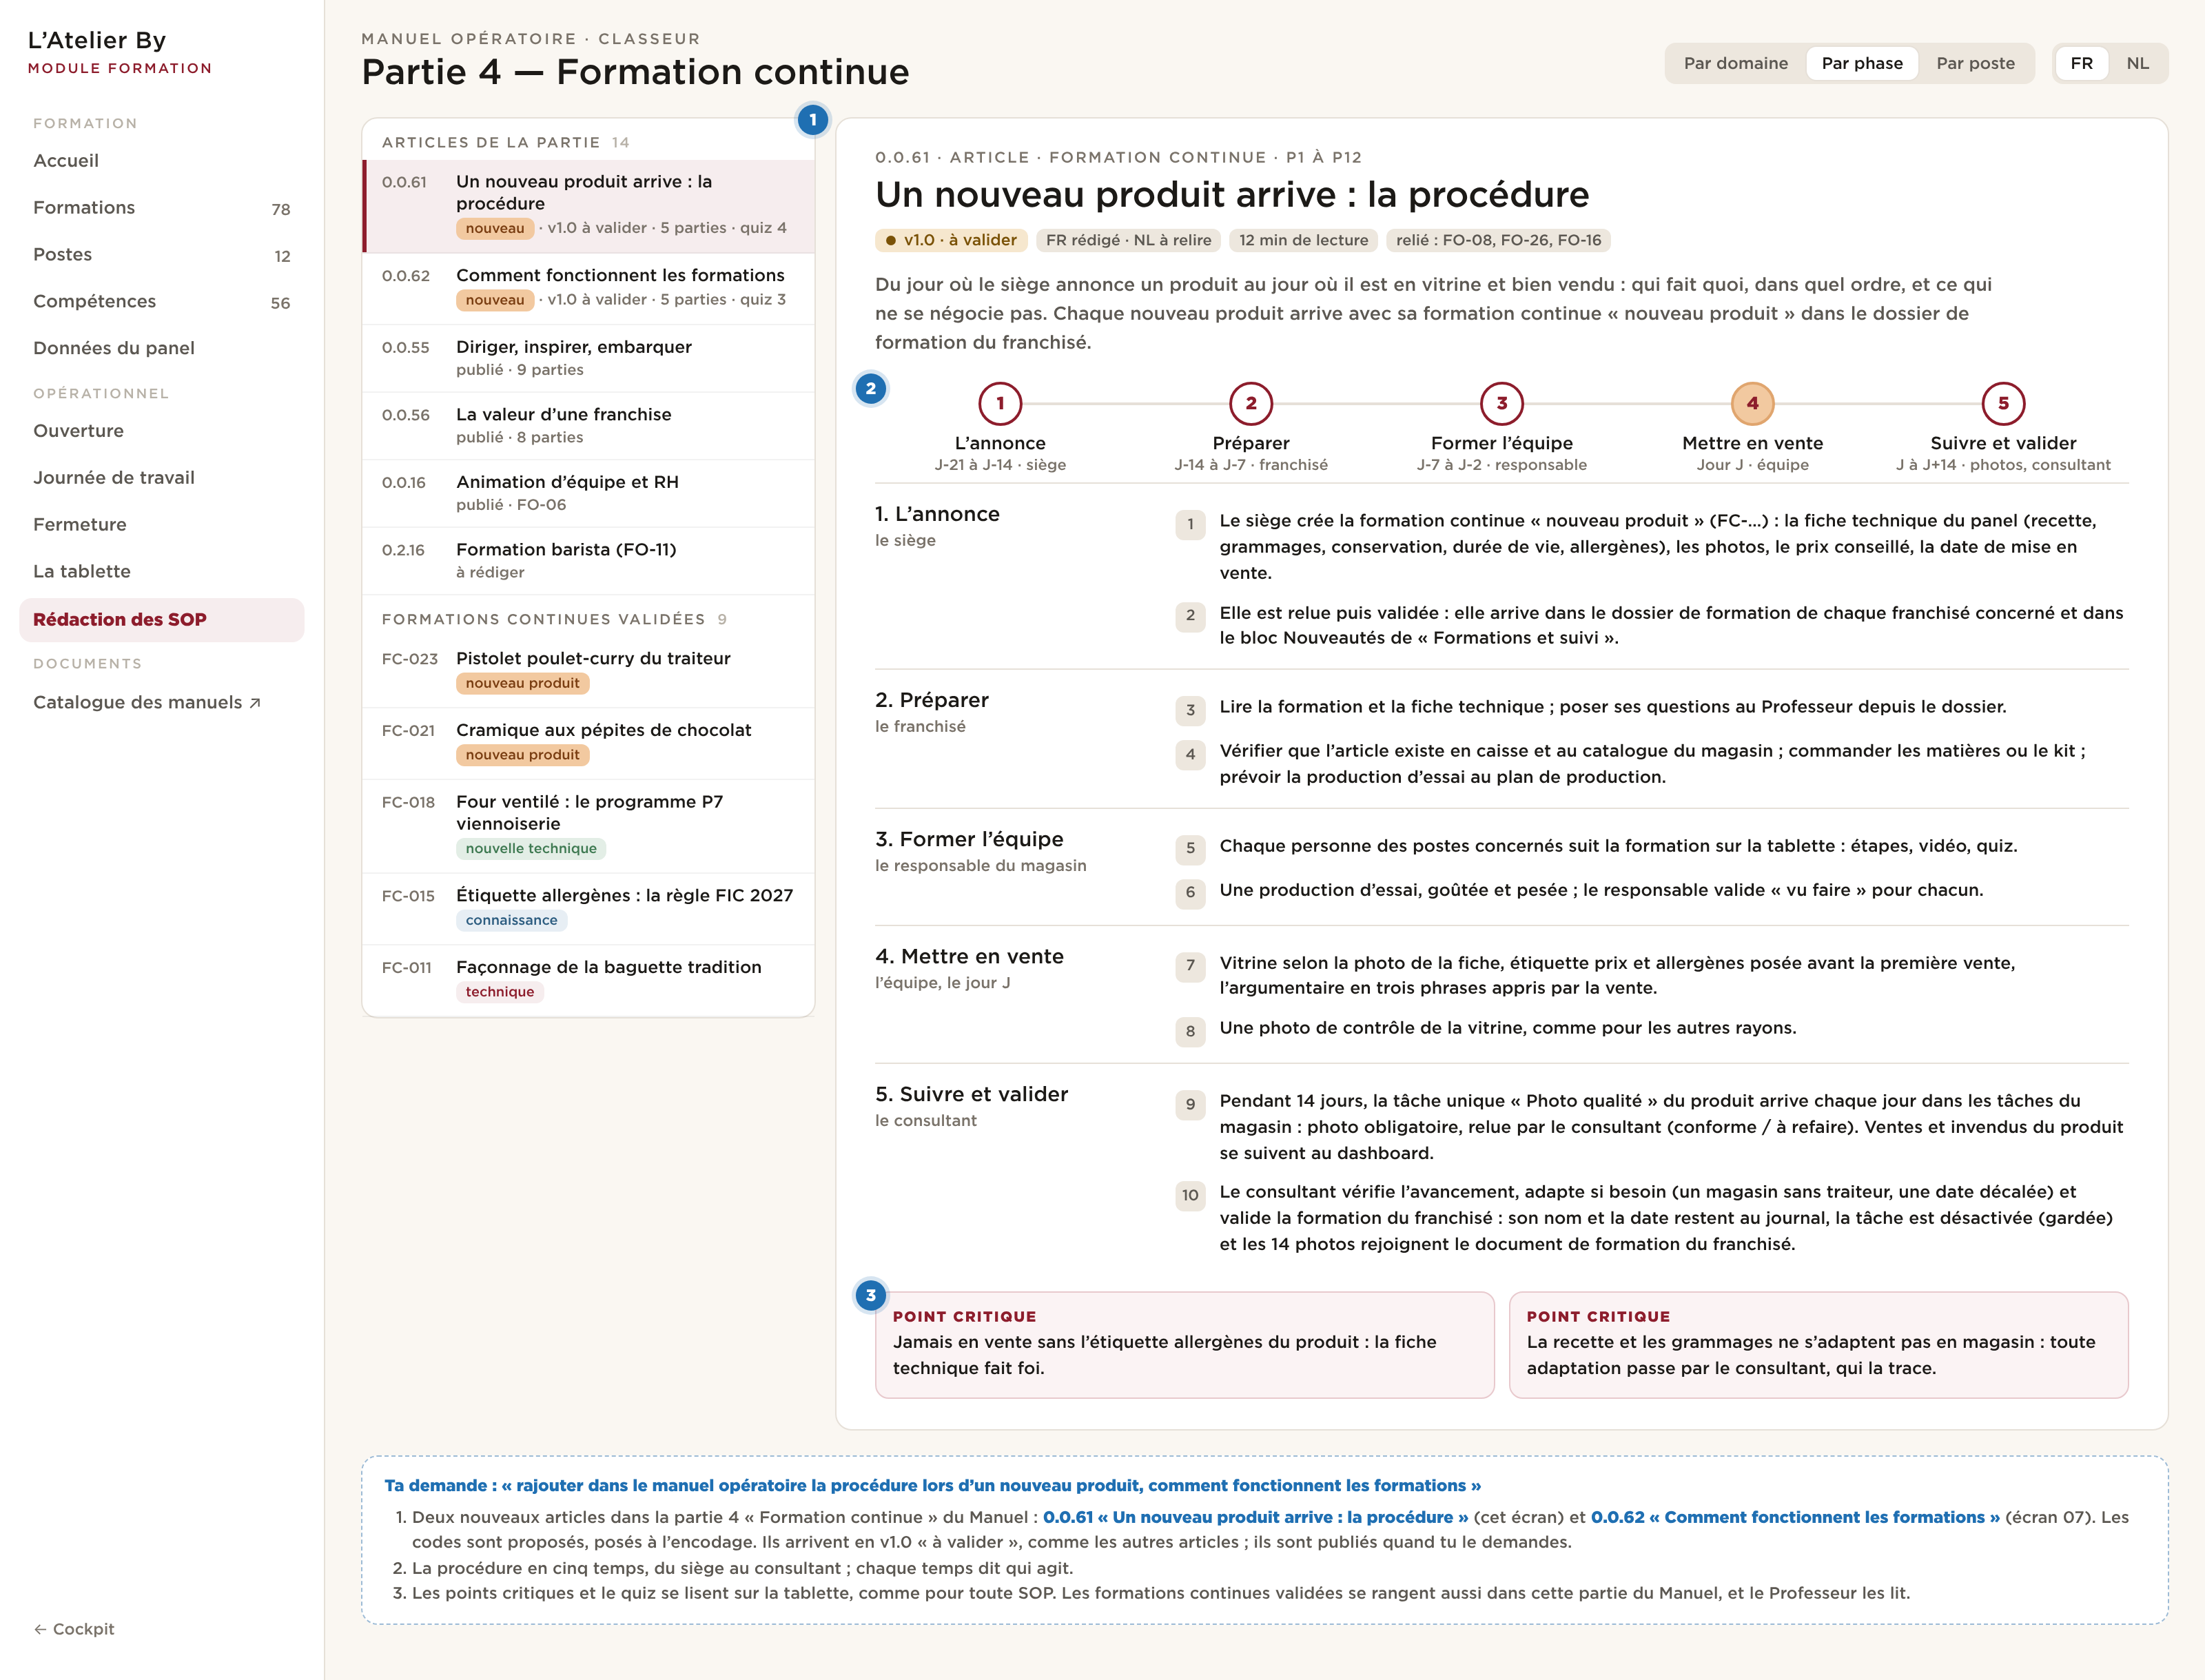 L'Atelier By
MODULE FORMATION
FORMATION
Accueil
Formations 78
Postes 12
Compétences 56
Données du panel
OPÉRATIONNEL
Ouverture
Journée de travail
Fermeture
La tablette
Rédaction des SOP
DOCUMENTS
Catalogue des manuels ↗
← Cockpit
MANUEL OPÉRATOIRE · CLASSEUR
Partie 4 — Formation continue
Par domaine Par phase Par poste FR NL
1
ARTICLES DE LA PARTIE 14
0.0.61 Un nouveau produit arrive : la
procédure
nouveau · v1.0 à valider · 5 parties · quiz 4
0.0.62 Comment fonctionnent les formations
nouveau · v1.0 à valider · 5 parties · quiz 3
0.0.55 Diriger, inspirer, embarquer
publié · 9 parties
0.0.56 La valeur d'une franchise
publié · 8 parties
0.0.16 Animation d'équipe et RH
publié · FO-06
0.2.16 Formation barista (FO-11)
à rédiger
FORMATIONS CONTINUES VALIDÉES 9
FC-023 Pistolet poulet-curry du traiteur
nouveau produit
FC-021 Cramique aux pépites de chocolat
nouveau produit
FC-018 Four ventilé : le programme P7
viennoiserie
nouvelle technique
FC-015 Étiquette allergènes : la règle FIC 2027
connaissance
FC-011 Façonnage de la baguette tradition
technique
0.0.61 · ARTICLE · FORMATION CONTINUE · P1 À P12
Un nouveau produit arrive : la procédure
v1.0 · à valider FR rédigé · NL à relire 12 min de lecture relié : FO-08, FO-26, FO-16
Du jour où le siège annonce un produit au jour où il est en vitrine et bien vendu : qui fait quoi, dans quel ordre, et ce qui
ne se négocie pas. Chaque nouveau produit arrive avec sa formation continue « nouveau produit » dans le dossier de
formation du franchisé.
2
1 2 3 4 5
L'annonce Préparer Former l'équipe Mettre en vente Suivre et valider
J-21 à J-14 · siège J-14 à J-7 · franchisé J-7 à J-2 · responsable Jour J · équipe J à J+14 · photos, consultant
1. L'annonce
le siège
1 Le siège crée la formation continue « nouveau produit » (FC-…) : la fiche technique du panel (recette,
grammages, conservation, durée de vie, allergènes), les photos, le prix conseillé, la date de mise en
vente.
2 Elle est relue puis validée : elle arrive dans le dossier de formation de chaque franchisé concerné et dans
le bloc Nouveautés de « Formations et suivi ».
2. Préparer
le franchisé
3 Lire la formation et la fiche technique ; poser ses questions au Professeur depuis le dossier.
4 Vérifier que l'article existe en caisse et au catalogue du magasin ; commander les matières ou le kit ;
prévoir la production d'essai au plan de production.
3. Former l'équipe
le responsable du magasin
5 Chaque personne des postes concernés suit la formation sur la tablette : étapes, vidéo, quiz.
6 Une production d'essai, goûtée et pesée ; le responsable valide « vu faire » pour chacun.
4. Mettre en vente
l'équipe, le jour J
7 Vitrine selon la photo de la fiche, étiquette prix et allergènes posée avant la première vente,
l'argumentaire en trois phrases appris par la vente.
8 Une photo de contrôle de la vitrine, comme pour les autres rayons.
5. Suivre et valider
le consultant
9 Pendant 14 jours, la tâche unique « Photo qualité » du produit arrive chaque jour dans les tâches du
magasin : photo obligatoire, relue par le consultant (conforme / à refaire). Ventes et invendus du produit
se suivent au dashboard.
10 Le consultant vérifie l'avancement, adapte si besoin (un magasin sans traiteur, une date décalée) et
valide la formation du franchisé : son nom et la date restent au journal, la tâche est désactivée (gardée)
et les 14 photos rejoignent le document de formation du franchisé.
3
POINT CRITIQUE
Jamais en vente sans l'étiquette allergènes du produit : la fiche
technique fait foi.
POINT CRITIQUE
La recette et les grammages ne s'adaptent pas en magasin : toute
adaptation passe par le consultant, qui la trace.
Ta demande : « rajouter dans le manuel opératoire la procédure lors d'un nouveau produit, comment fonctionnent les formations »
1. Deux nouveaux articles dans la partie 4 « Formation continue » du Manuel : 0.0.61 « Un nouveau produit arrive : la procédure » (cet écran) et 0.0.62 « Comment fonctionnent les formations » (écran 07). Les
codes sont proposés, posés à l'encodage. Ils arrivent en v1.0 « à valider », comme les autres articles ; ils sont publiés quand tu le demandes.
2. La procédure en cinq temps, du siège au consultant ; chaque temps dit qui agit.
3. Les points critiques et le quiz se lisent sur la tablette, comme pour toute SOP. Les formations continues validées se rangent aussi dans cette partie du Manuel, et le Professeur les lit.